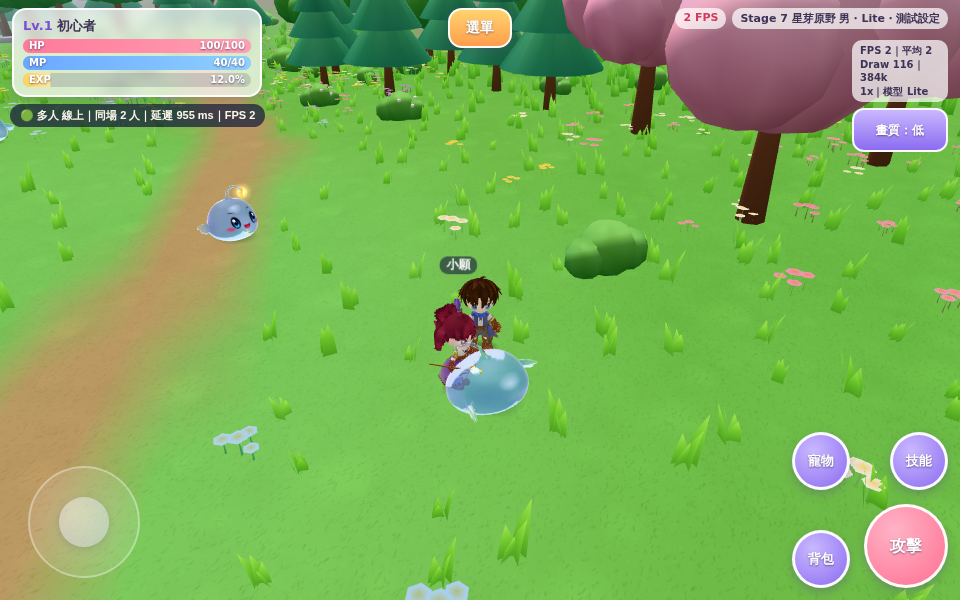 Lv.1 初心者
HP 100/100
MP 40/40
EXP 12.0%
🟢 多人 線上｜同場 2 人｜延遲 955 ms｜FPS 2
選單
2 FPS
Stage 7 星芽原野 男・Lite・測試設定
FPS 2｜平均 2
Draw 116｜
384k
1x｜模型 Lite
畫質：低
小願
寵物
技能
背包
攻擊